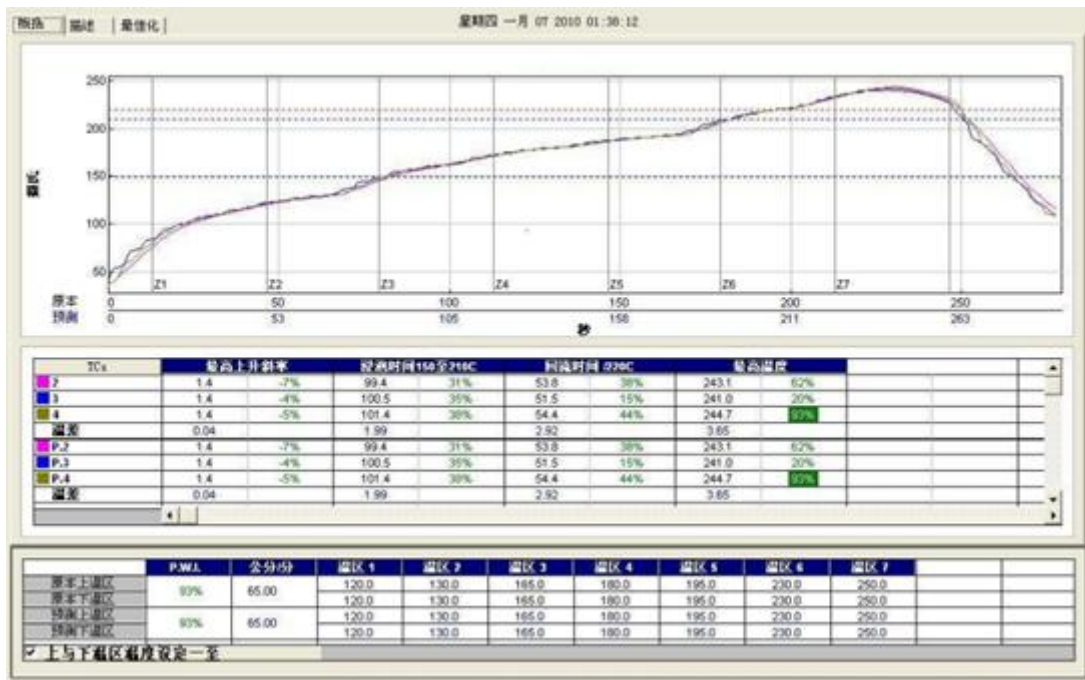 描述 最佳化
星期四 一月 07 2010 01:36:12
250
200
150
100
50
摄氏
Z1 Z2 Z3 Z4 Z5 Z6 Z7
原本 0 50 100 150 200 250
预测 0 53 105 158 211 263
秒
TCs 最高上升斜率 浸泡时间150至210C 回流时间 /220C 最高温度
2 1.4 -7% 99.4 31% 53.8 38% 243.1 62%
3 1.4 -4% 100.5 35% 51.5 15% 241.0 20%
4 1.4 -5% 101.4 38% 54.4 44% 244.7 93%
温差 0.04 1.99 2.92 3.65
P.2 1.4 -7% 99.4 31% 53.8 38% 243.1 62%
P.3 1.4 -4% 100.5 35% 51.5 15% 241.0 20%
P.4 1.4 -5% 101.4 38% 54.4 44% 244.7 93%
温差 0.04 1.99 2.92 3.65
P.W.I. 公分/分 温区 1 温区 2 温区 3 温区 4 温区 5 温区 6 温区 7
原本上温区 93% 65.00 120.0 130.0 165.0 180.0 195.0 230.0 250.0
原本下温区 120.0 130.0 165.0 180.0 195.0 230.0 250.0
预测上温区 93% 65.00 120.0 130.0 165.0 180.0 195.0 230.0 250.0
预测下温区 120.0 130.0 165.0 180.0 195.0 230.0 250.0
上与下温区温度设定一至